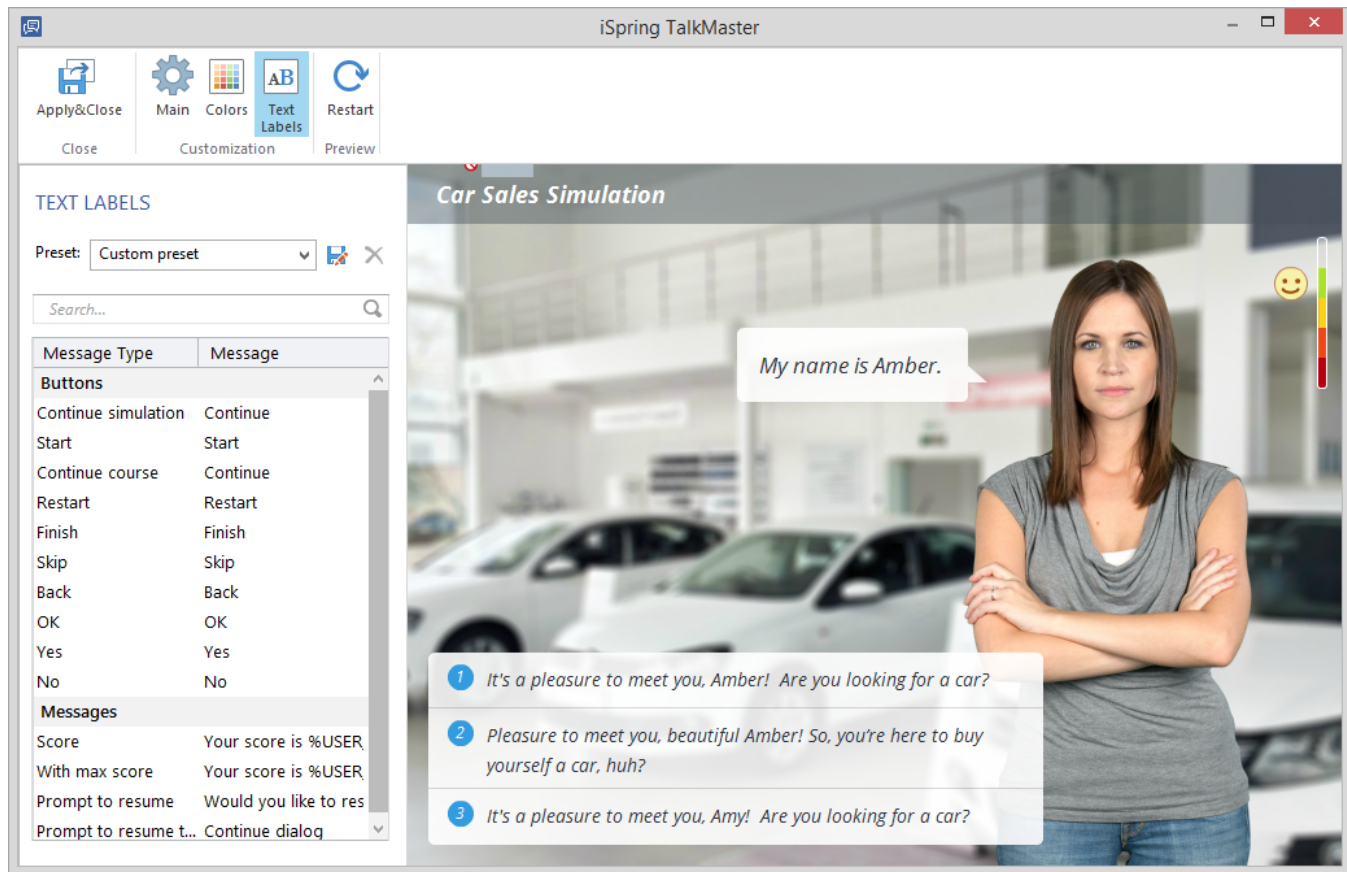 iSpring TalkMaster
Apply&Close
Main
Colors
Text
Labels
Restart
Close
Customization
Preview
TEXT LABELS
Preset:
Custom preset
Search...
Message Type Message
Buttons
Continue simulation Continue
Start Start
Continue course Continue
Restart Restart
Finish Finish
Skip Skip
Back Back
OK OK
Yes Yes
No No
Messages
Score Your score is %USER_
With max score Your score is %USER_
Prompt to resume Would you like to res
Prompt to resume t... Continue dialog
Car Sales Simulation
My name is Amber.
1 It's a pleasure to meet you, Amber! Are you looking for a car?
2 Pleasure to meet you, beautiful Amber! So, you're here to buy
yourself a car, huh?
3 It's a pleasure to meet you, Amy! Are you looking for a car?